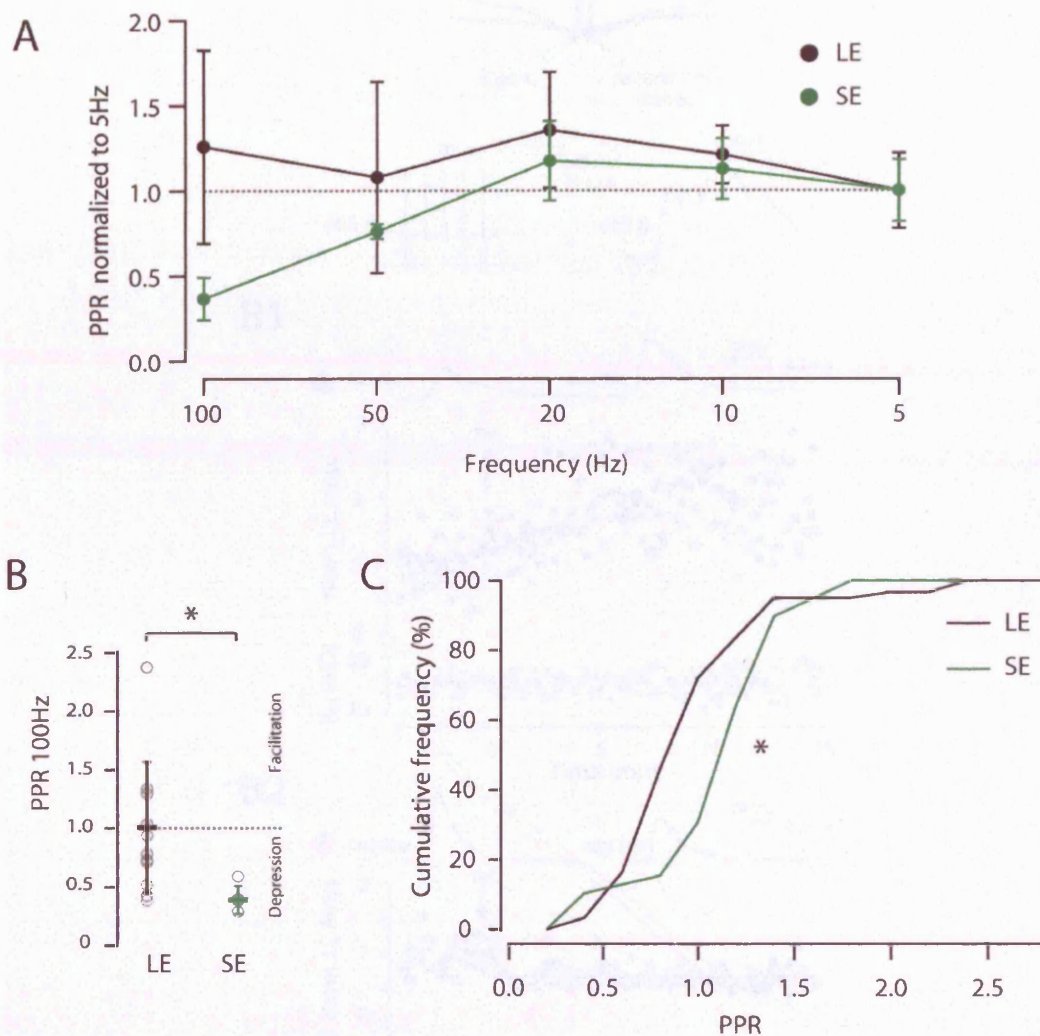 A
PPR normalized to 5Hz
2.0
1.5
1.0
0.5
0.0
LE
SE
100 50 20 10 5
Frequency (Hz)
B
*
PPR 100Hz
2.5
2.0
1.5
1.0
0.5
0
Facilitation
Depression
LE SE
C
Cumulative frequency (%)
100
80
60
40
20
0
LE
SE
*
0.0 0.5 1.0 1.5 2.0 2.5
PPR